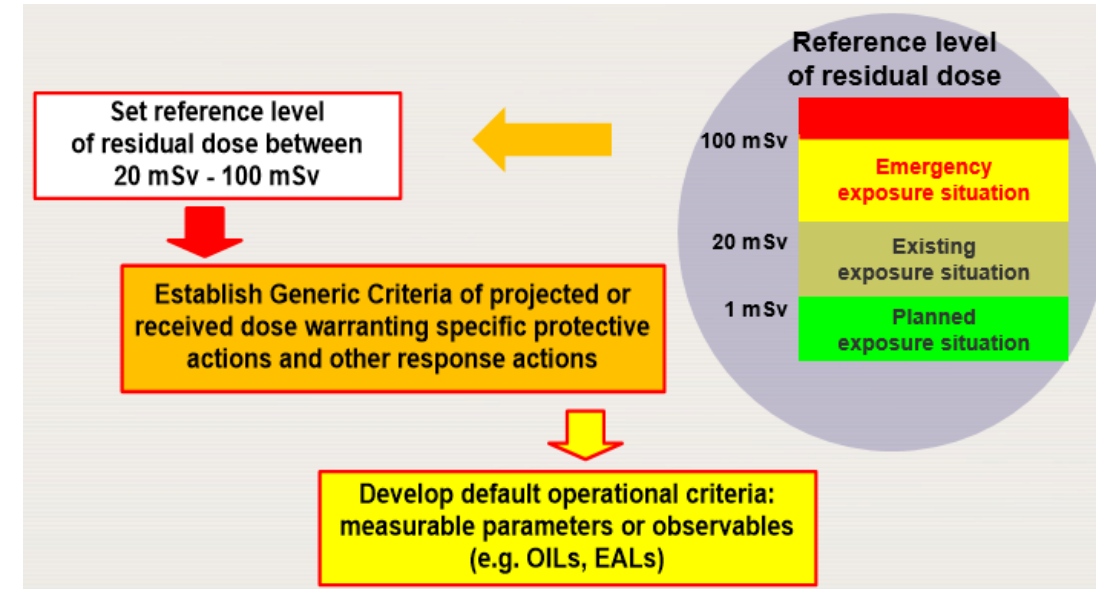 Reference level
of residual dose
100 mSv
Emergency
exposure situation
20 mSv
Existing
exposure situation
1 mSv
Planned
exposure situation
Set reference level
of residual dose between
20 mSv - 100 mSv
Establish Generic Criteria of projected or
received dose warranting specific protective
actions and other response actions
Develop default operational criteria:
measurable parameters or observables
(e.g. OILs, EALs)